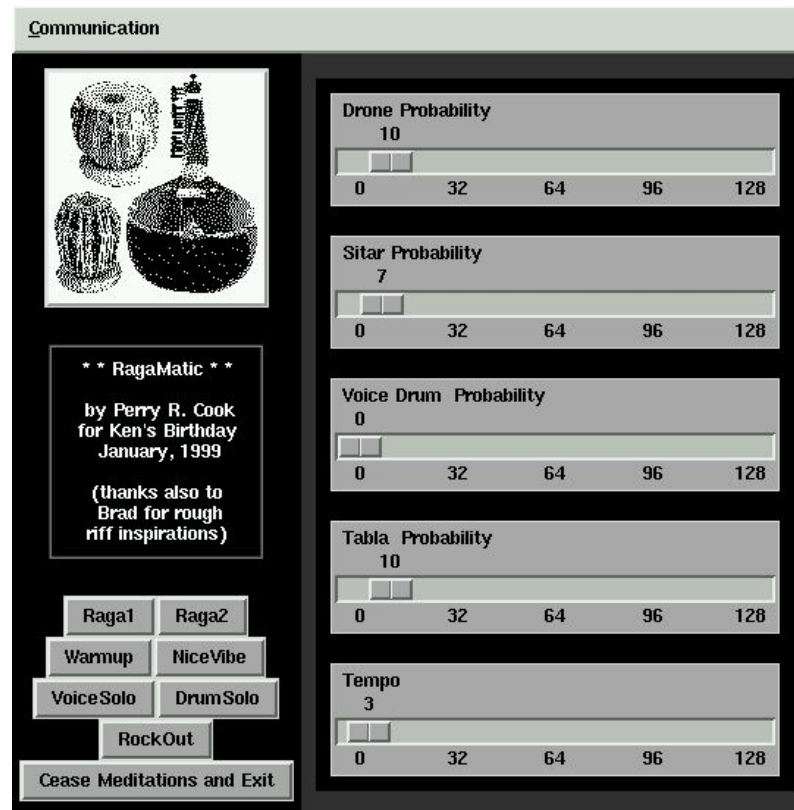 Communication
* * RagaMatic * *
by Perry R. Cook
for Ken's Birthday
January, 1999
(thanks also to
Brad for rough
riff inspirations)
Raga1 Raga2
Warmup NiceVibe
VoiceSolo DrumSolo
RockOut
Cease Meditations and Exit
Drone Probability
10
0 32 64 96 128
Sitar Probability
7
0 32 64 96 128
Voice Drum Probability
0
0 32 64 96 128
Tabla Probability
10
0 32 64 96 128
Tempo
3
0 32 64 96 128